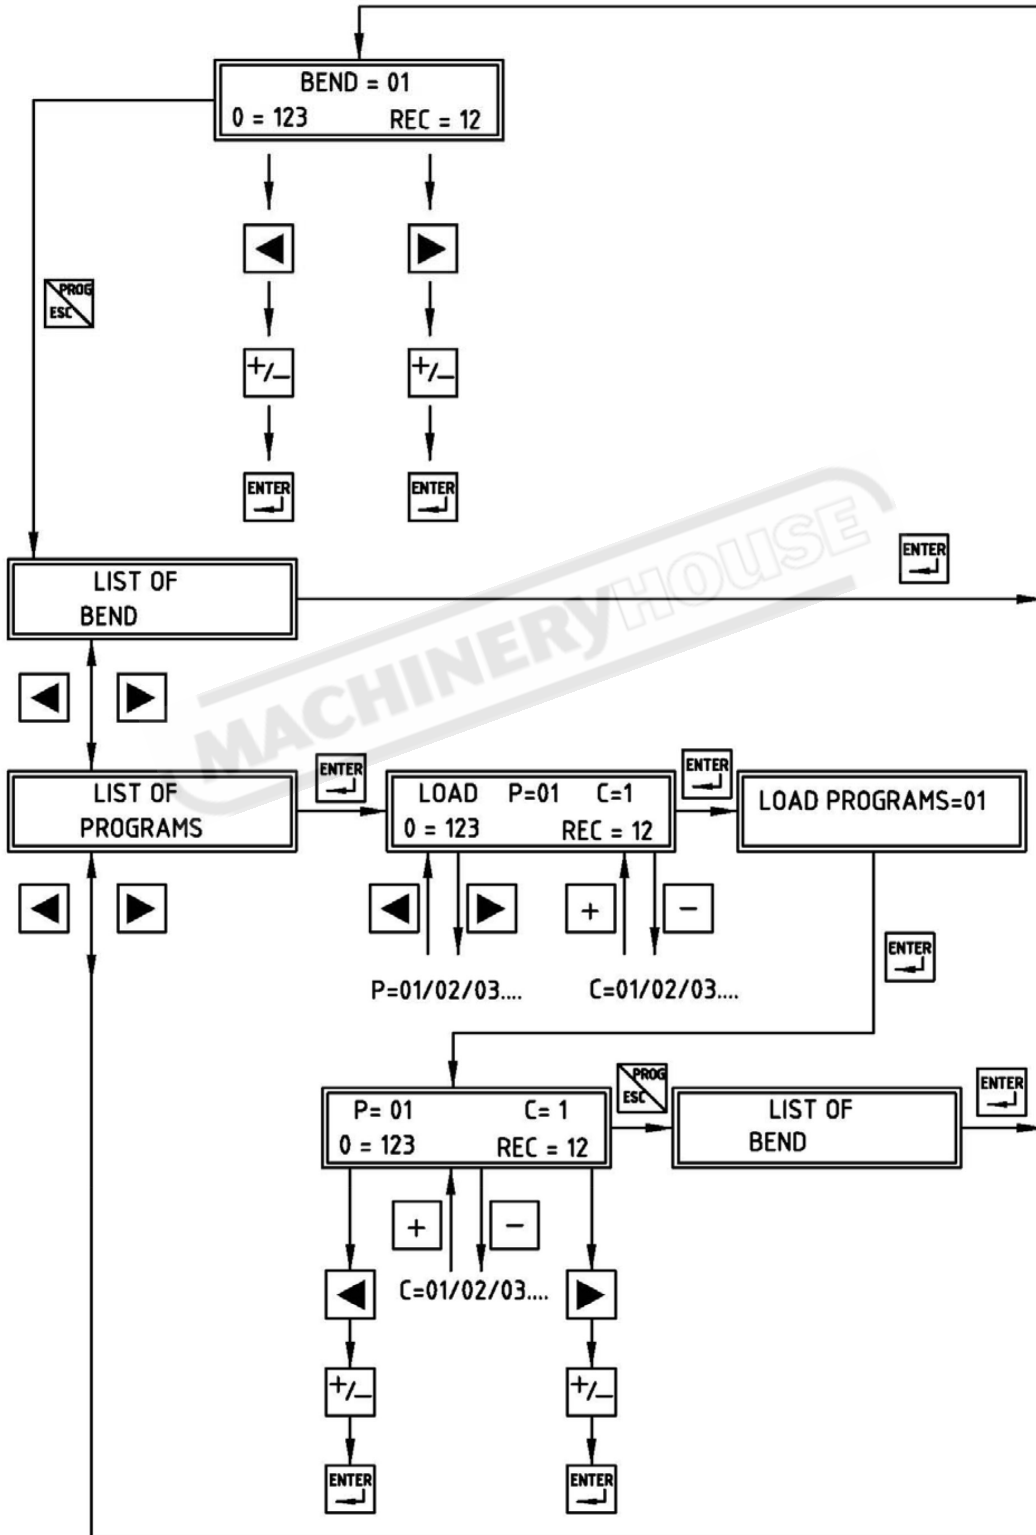 BEND = 01
0 = 123 REC = 12
PROG
ESC
+/-
+/-
ENTER
ENTER
LIST OF
BEND
ENTER
MACHINERYHOUSE
LIST OF
PROGRAMS
ENTER
LOAD P=01 C=1
0 = 123 REC = 12
ENTER
LOAD PROGRAMS=01
+
-
P=01/02/03....
C=01/02/03....
ENTER
P= 01 C= 1
0 = 123 REC = 12
PROG
ESC
LIST OF
BEND
ENTER
+
-
C=01/02/03....
+/-
+/-
ENTER
ENTER